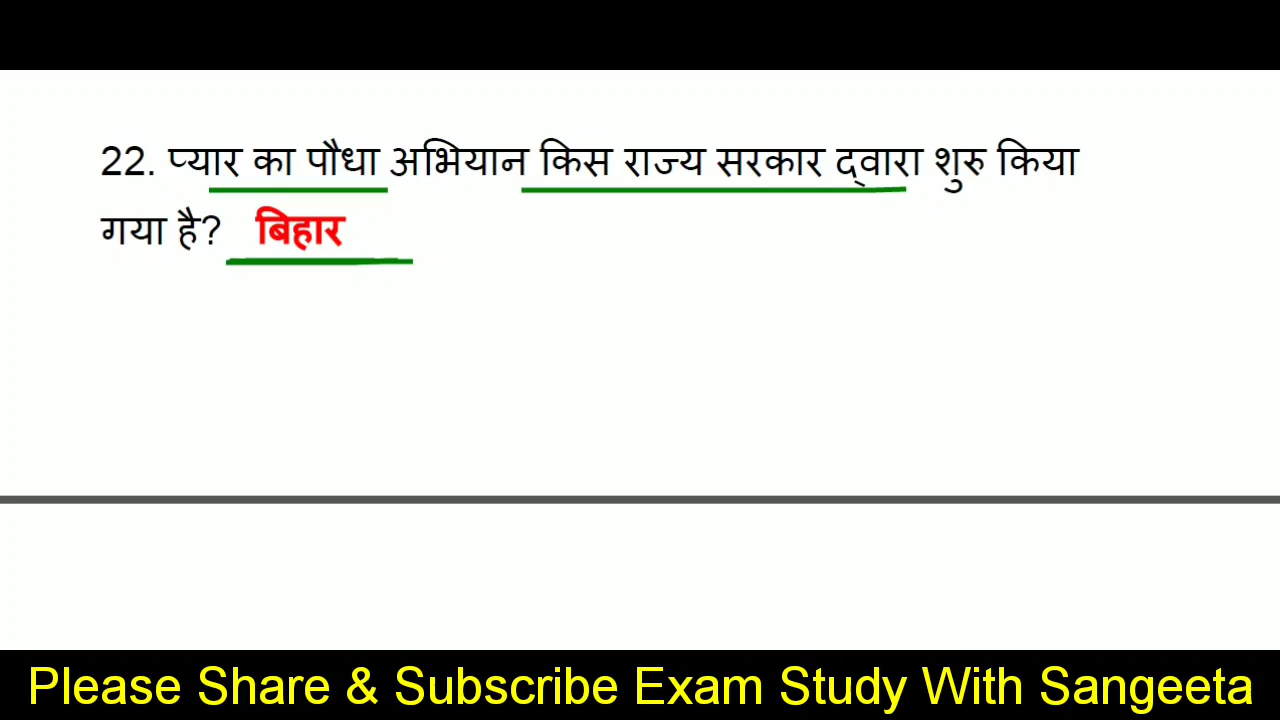 22. प्यार का पौधा अभियान किस राज्य सरकार द्वारा शुरु किया
गया है? बिहार
Please Share & Subscribe Exam Study With Sangeeta